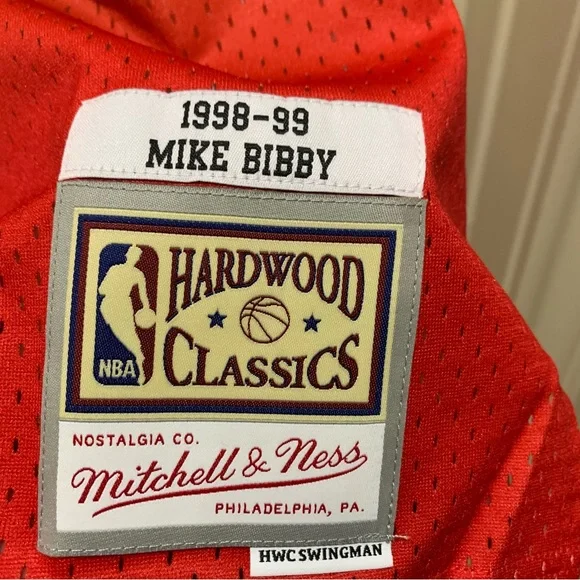 1998-99
MIKE BIBBY
HARDWOOD
NBA
CLASSICS
NOSTALGIA CO.
Mitchell & Ness
PHILADELPHIA, PA.
HWC SWINGMAN